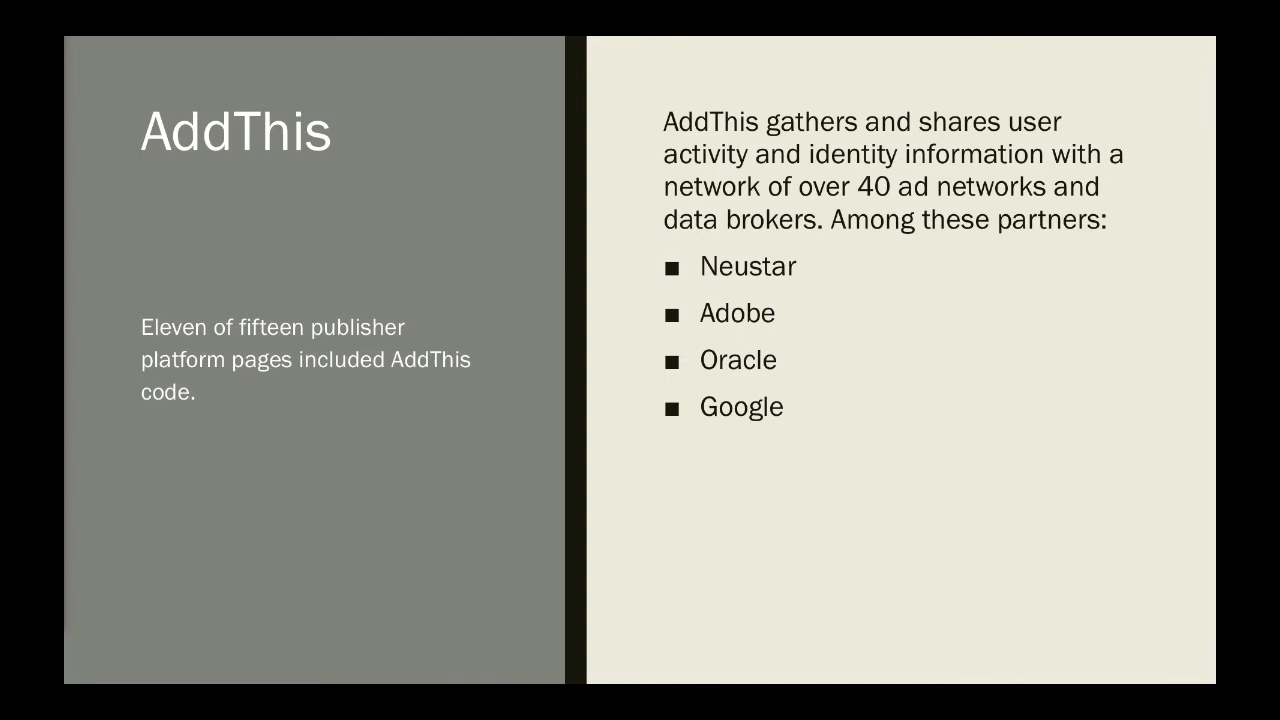 AddThis
Eleven of fifteen publisher
platform pages included AddThis
code.
AddThis gathers and shares user
activity and identity information with a
network of over 40 ad networks and
data brokers. Among these partners:
■ Neustar
■ Adobe
■ Oracle
■ Google